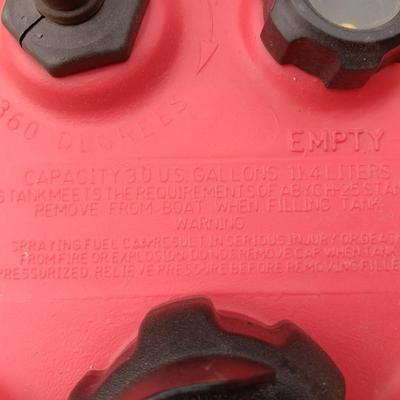 360 DEGREES
EMPTY
CAPACITY 3.0 U.S. GALLONS 11.4 LITERS
S TANK MEETS THE REQUIREMENTS OF ABYC H-25 STAN
REMOVE FROM BOAT WHEN FILLING TANK
WARNING
SPRAYING FUEL CAN RESULT IN SERIOUS INJURY OR DEAT
FROM FIRE OR EXPLOSION. DO NOT REMOVE CAP WHEN TANK
PRESSURIZED. RELIEVE PRESSURE BEFORE REMOVING FILLE